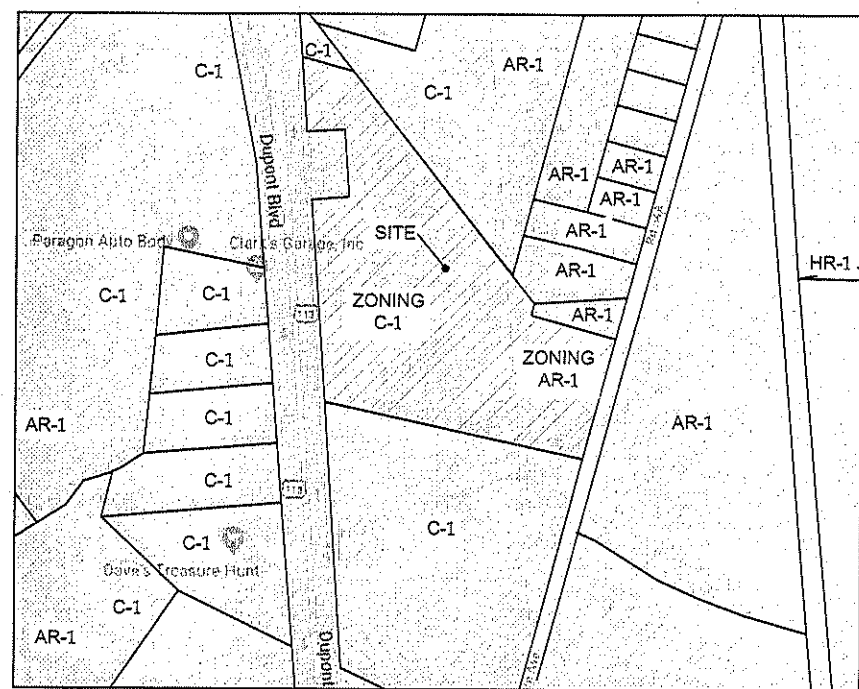 C-1
C-1
AR-1
C-1
Dupont Blvd
AR-1
AR-1
AR-1
Paragon Auto Body
Clark's Garage, Inc
SITE
AR-1
AR-1
HR-1
C-1
C-1
ZONING
C-1
113
AR-1
C-1
ZONING
AR-1
C-1
AR-1
AR-1
C-1
113
C-1
C-1
Dave's Treasure Hunt
C-1
AR-1
Dupont
Ave